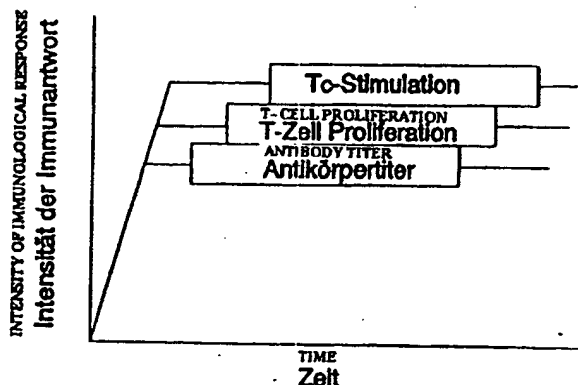 INTENSITY OF IMMUNOLOGICAL RESPONSE
Intensität der Immunantwort
Tc-Stimulation
T-CELL PROLIFERATION
T-Zell Proliferation
ANTIBODY TITER
Antikörpertiter
TIME
Zeit